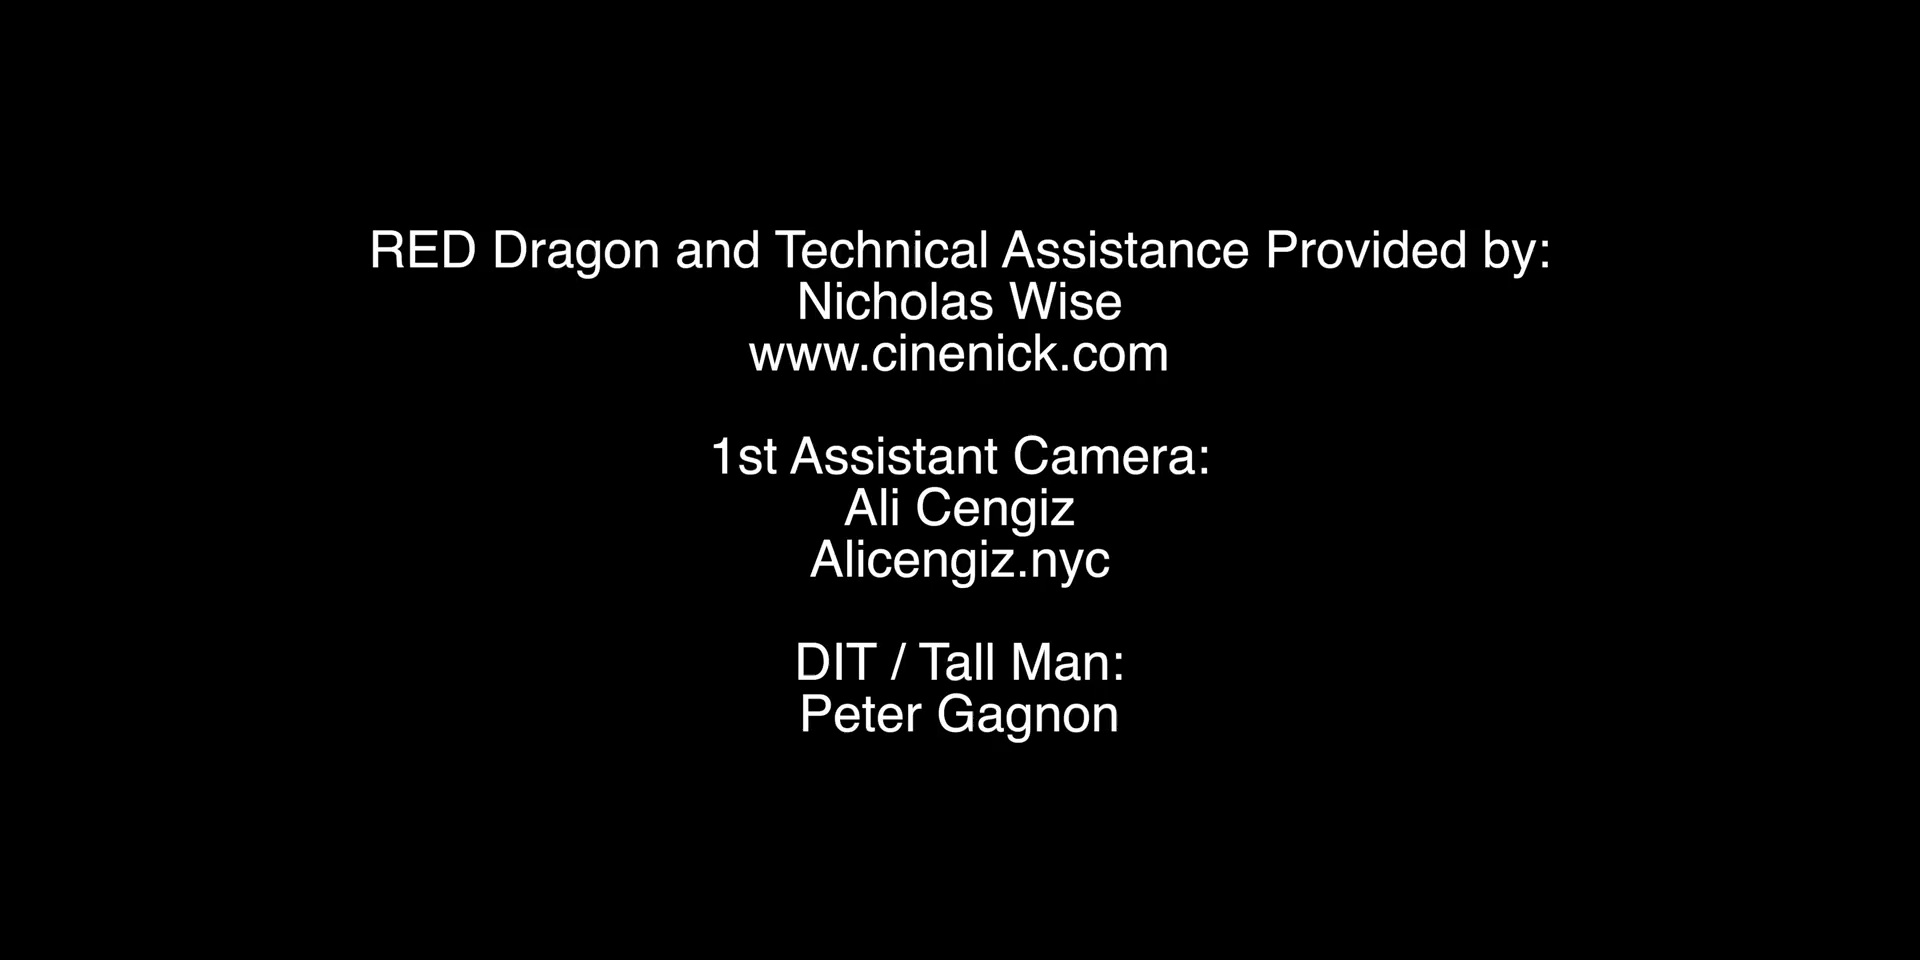 RED Dragon and Technical Assistance Provided by:
Nicholas Wise
www.cinenick.com
1st Assistant Camera:
Ali Cengiz
Alicengiz.nyc
DIT / Tall Man:
Peter Gagnon